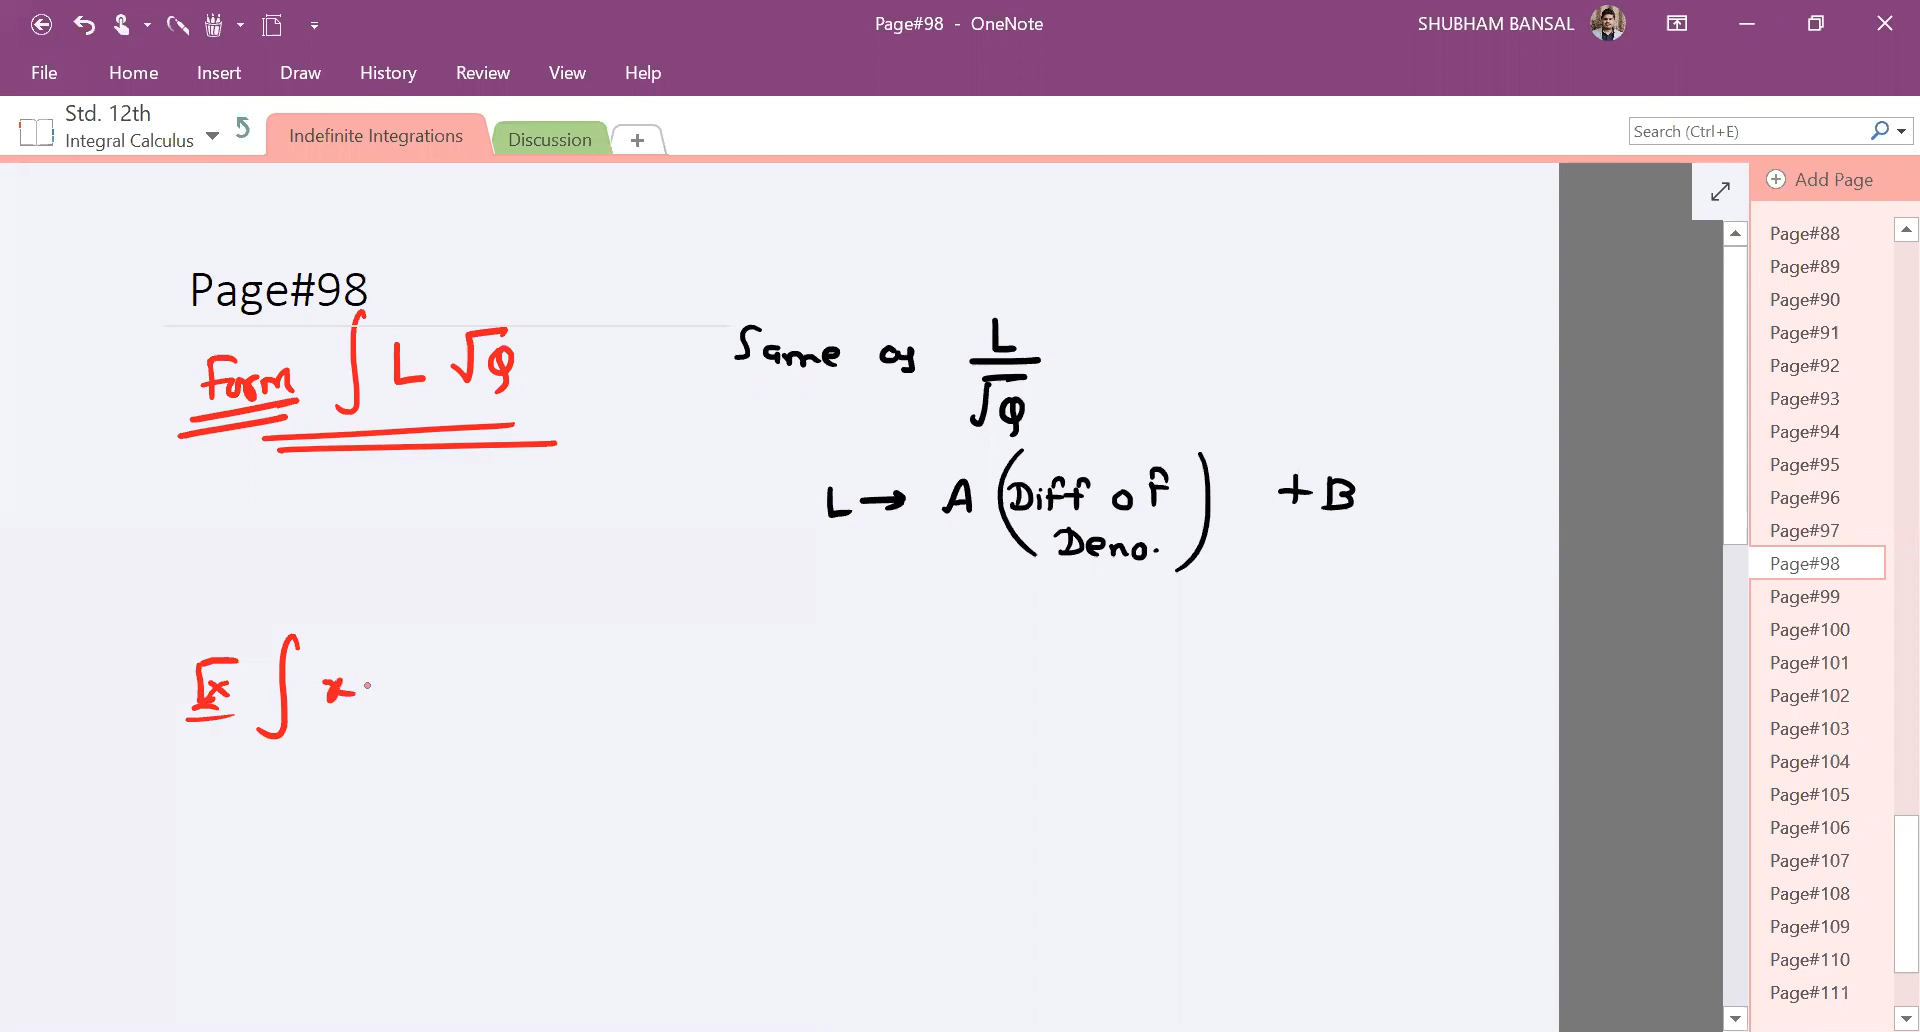 Page#98 - OneNote
SHUBHAM BANSAL
File Home Insert Draw History Review View Help
Std. 12th
Integral Calculus
Indefinite Integrations
Discussion
+
Search (Ctrl+E)
Add Page
Page#98
Form ∫ L √Q
Same as L/√Q
L → A (Diff of Deno.) + B
Ex ∫ x
Page#88
Page#89
Page#90
Page#91
Page#92
Page#93
Page#94
Page#95
Page#96
Page#97
Page#98
Page#99
Page#100
Page#101
Page#102
Page#103
Page#104
Page#105
Page#106
Page#107
Page#108
Page#109
Page#110
Page#111